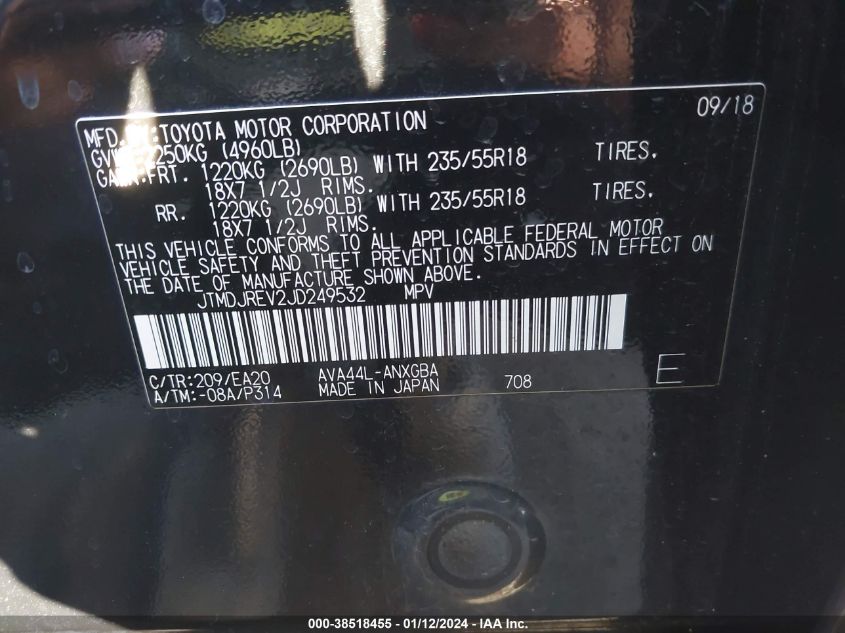 09/18
MFD. BY:TOYOTA MOTOR CORPORATION
2250KG (4960LB)
FRT. 1220KG (2690LB) WITH 235/55R18 TIRES.
18X7 1/2J RIMS.
RR. 1220KG (2690LB) WITH 235/55R18 TIRES.
18X7 1/2J RIMS.
THIS VEHICLE CONFORMS TO ALL APPLICABLE FEDERAL MOTOR
VEHICLE SAFETY AND THEFT PREVENTION STANDARDS IN EFFECT ON
THE DATE OF MANUFACTURE SHOWN ABOVE.
JTMDJREV2JD249532 MPV
C/TR:209/EA20 AVA44L-ANXGBA
A/TM:-08A/P314 MADE IN JAPAN 708 E
000-38518455 - 01/12/2024 - IAA Inc.